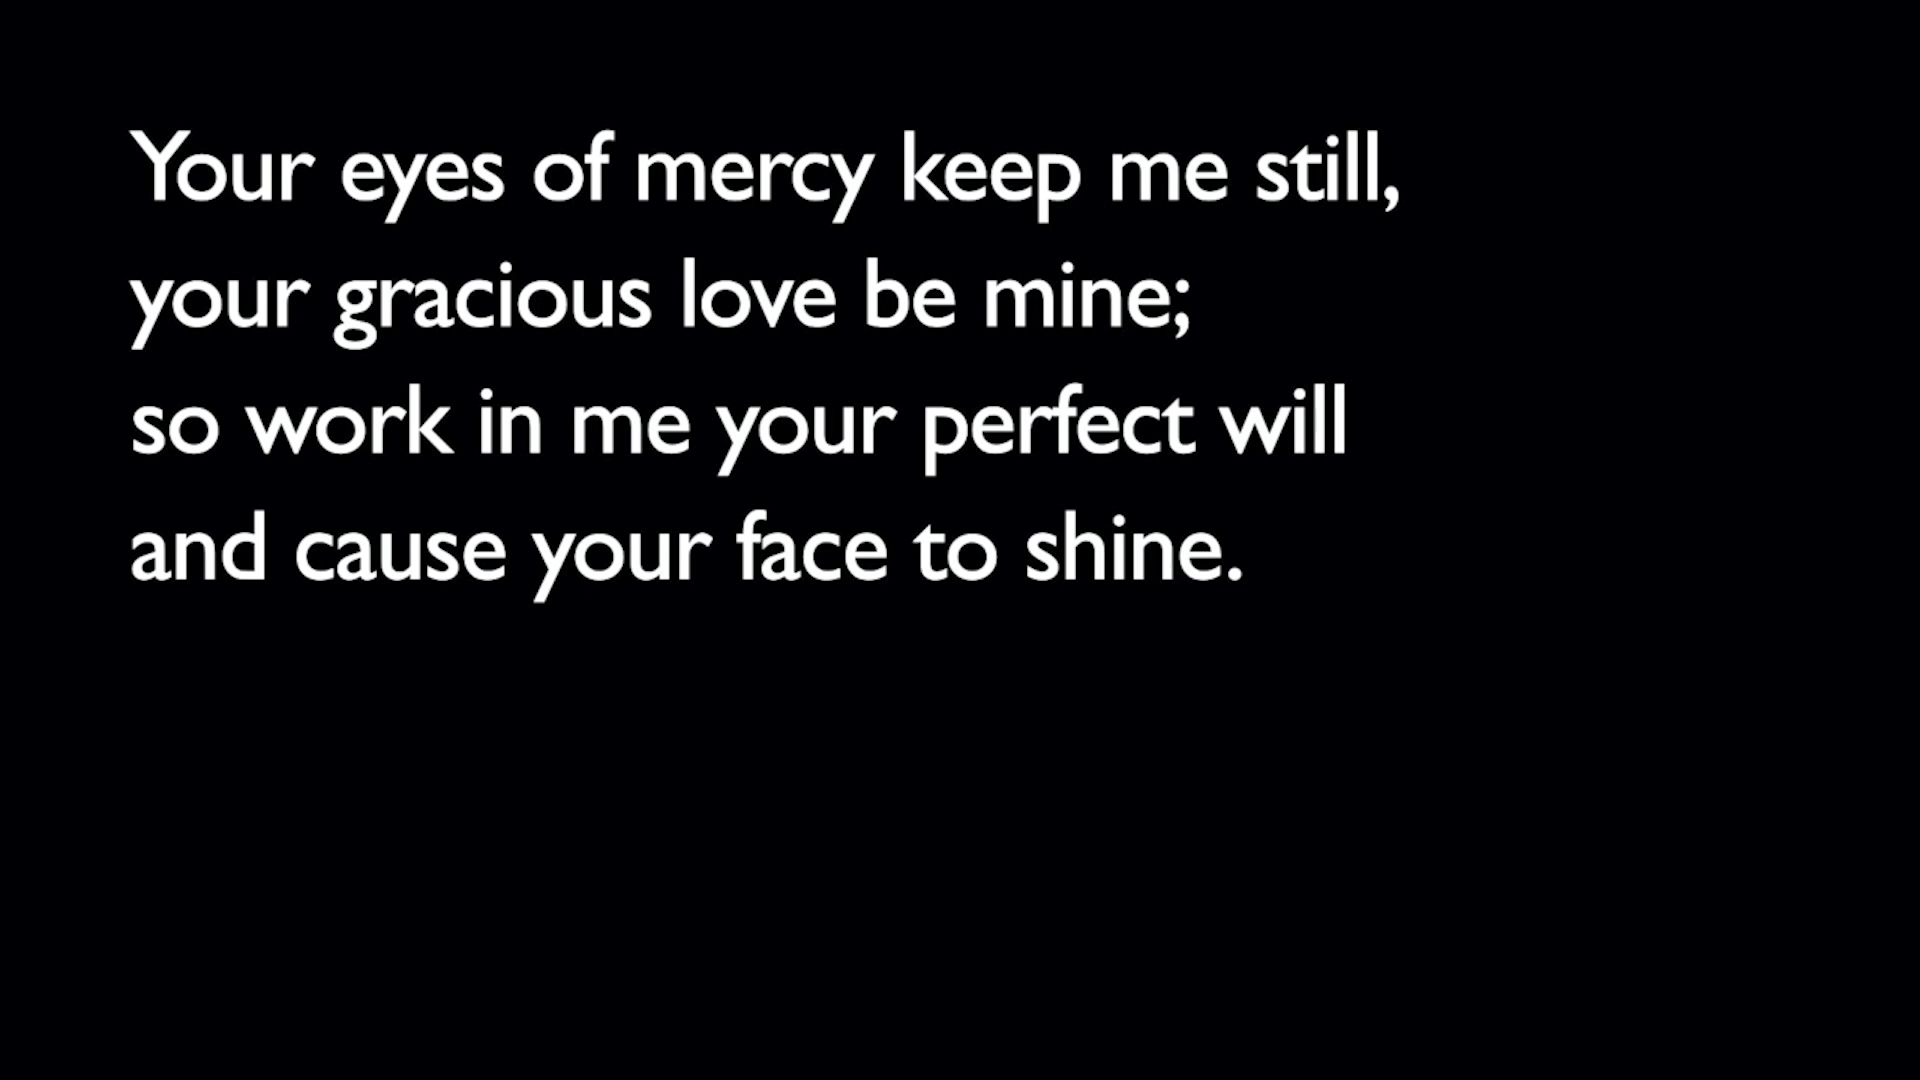 Your eyes of mercy keep me still,
your gracious love be mine;
so work in me your perfect will
and cause your face to shine.